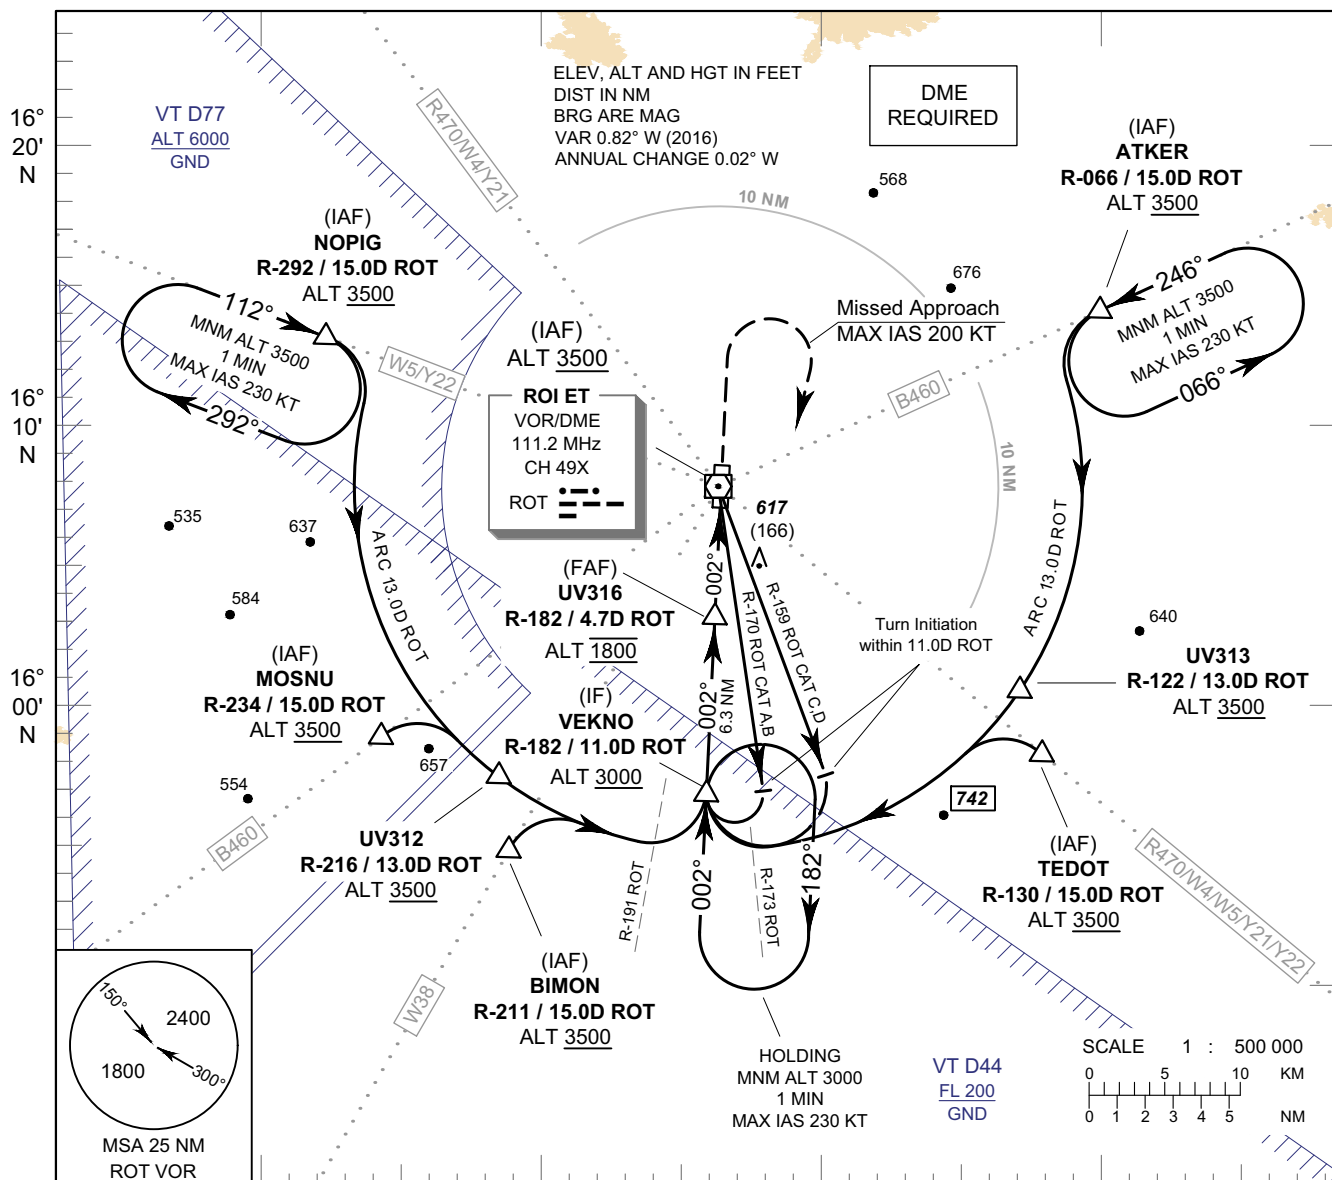 ELEV, ALT AND HGT IN FEET
DIST IN NM
BRG ARE MAG
VAR 0.82° W (2016)
ANNUAL CHANGE 0.02° W
DME
REQUIRED
16°
20'
N
16°
10'
N
16°
00'
N
VT D77
ALT 6000
GND
R470/W4/Y21
10 NM
568
676
(IAF)
ATKER
R-066 / 15.0D ROT
ALT 3500
246°
MNM ALT 3500
1 MIN
MAX IAS 230 KT
066°
(IAF)
NOPIG
R-292 / 15.0D ROT
ALT 3500
112°
MNM ALT 3500
1 MIN
MAX IAS 230 KT
292°
W5/Y22
(IAF)
ALT 3500
ROI ET
VOR/DME
111.2 MHz
CH 49X
ROT
Missed Approach
MAX IAS 200 KT
B460
10 NM
617
(166)
535
637
584
ARC 13.0D ROT
ARC 13.0D ROT
(FAF)
UV316
R-182 / 4.7D ROT
ALT 1800
002°
R-170 ROT CAT A,B
R-159 ROT CAT C,D
Turn Initiation
within 11.0D ROT
640
UV313
R-122 / 13.0D ROT
ALT 3500
(IAF)
MOSNU
R-234 / 15.0D ROT
ALT 3500
(IF)
VEKNO
R-182 / 11.0D ROT
ALT 3000
002°
6.3 NM
657
554
742
B460
UV312
R-216 / 13.0D ROT
ALT 3500
R-191 ROT
002°
R-173 ROT
182°
(IAF)
TEDOT
R-130 / 15.0D ROT
ALT 3500
R470/W4/W5/Y21/Y22
W38
(IAF)
BIMON
R-211 / 15.0D ROT
ALT 3500
HOLDING
MNM ALT 3000
1 MIN
MAX IAS 230 KT
VT D44
FL 200
GND
SCALE 1 : 500 000
0 5 10 KM
0 1 2 3 4 5 NM
150°
2400
1800
300°
MSA 25 NM
ROT VOR